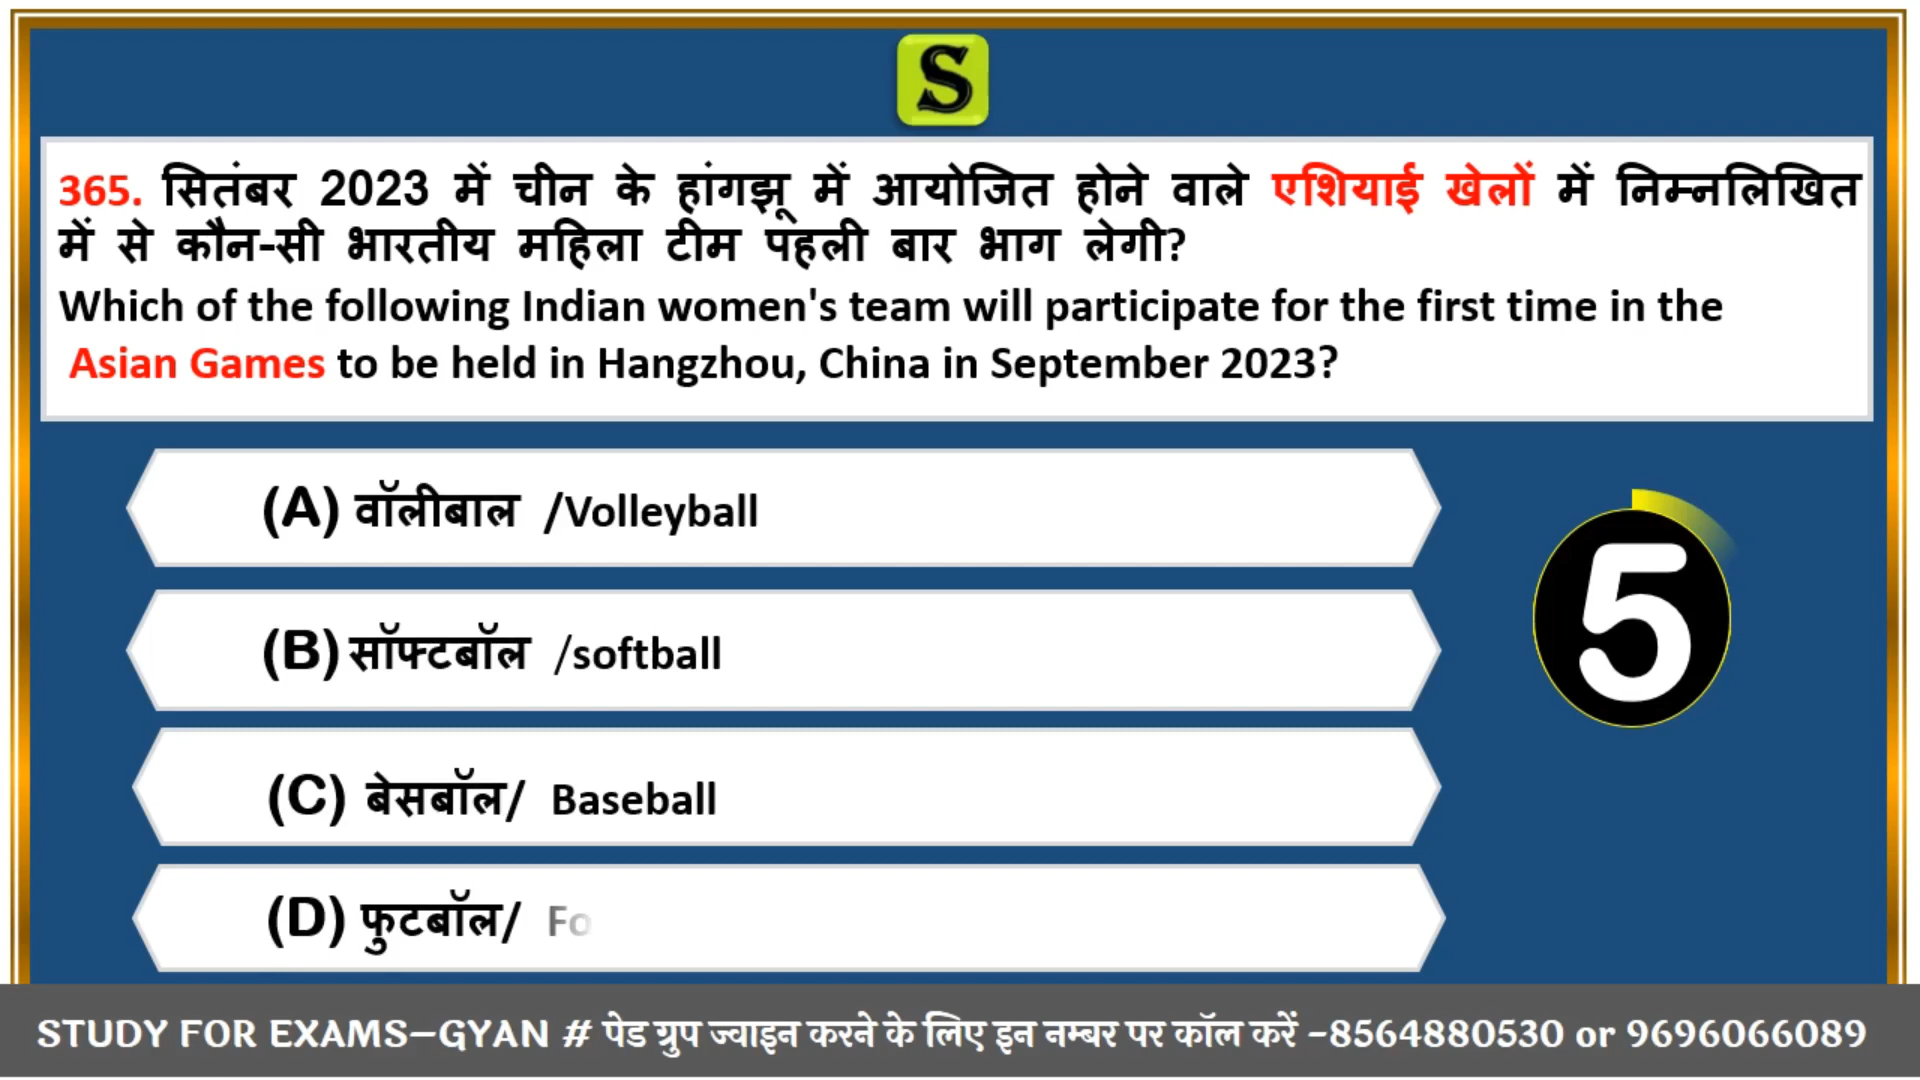 S
365. सितंबर 2023 में चीन के हांगझू में आयोजित होने वाले एशियाई खेलों में निम्नलिखित
में से कौन-सी भारतीय महिला टीम पहली बार भाग लेगी?
Which of the following Indian women's team will participate for the first time in the
Asian Games to be held in Hangzhou, China in September 2023?
(A) वॉलीबाल /Volleyball
(B) सॉफ्टबॉल /softball
5
(C) बेसबॉल/ Baseball
(D) फुटबॉल/ Fo
STUDY FOR EXAMS–GYAN # पेड ग्रुप ज्वाइन करने के लिए इन नम्बर पर कॉल करें –8564880530 or 9696066089